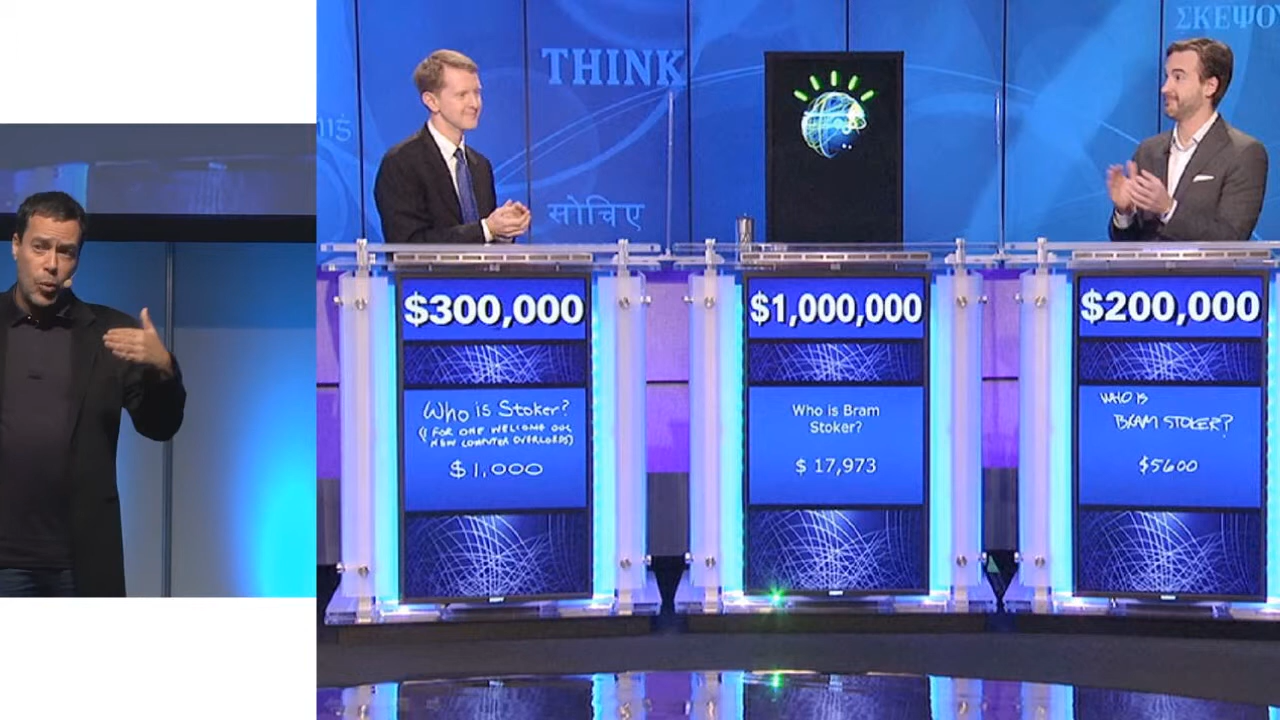 THINK
ΣΚΕΨΟΥ
सोचिए
$300,000
Who is Stoker?
(I FOR ONE WELCOME OUR
NEW COMPUTER OVERLORDS)
$1,000
$1,000,000
Who is Bram
Stoker?
$ 17,973
$200,000
WHO IS
BRAM STOKER?
$5600